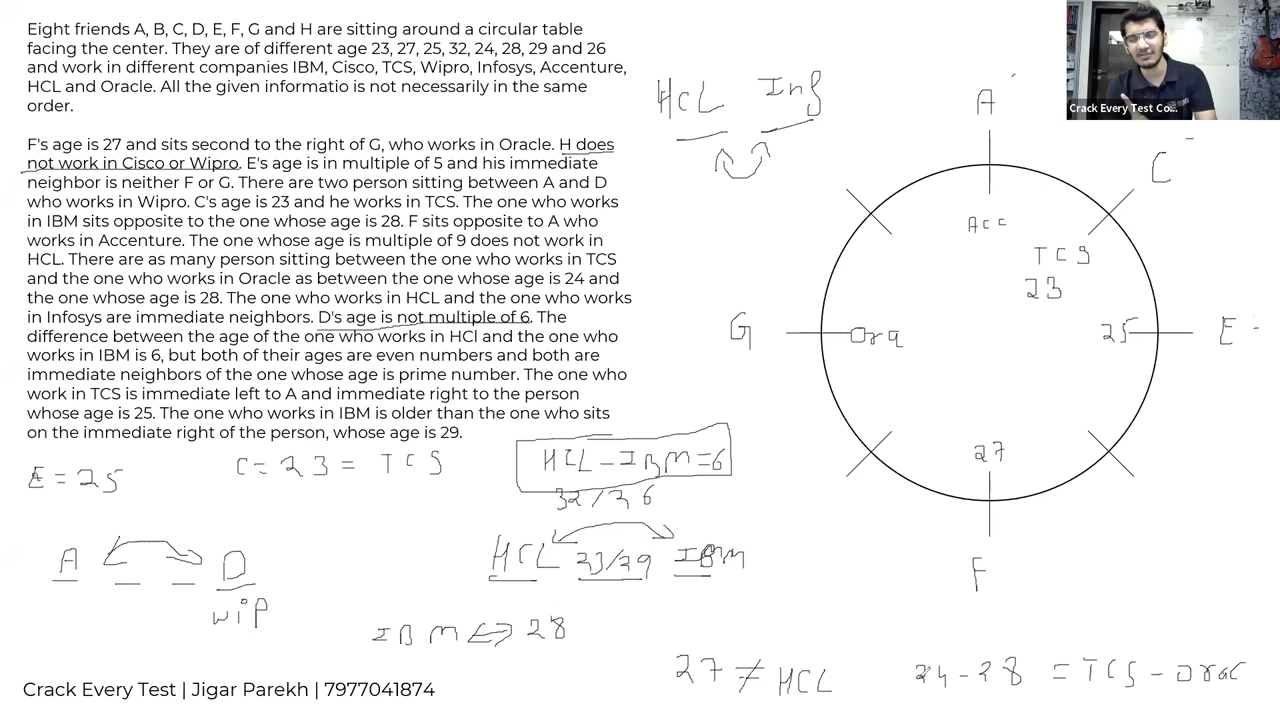 Eight friends A, B, C, D, E, F, G and H are sitting around a circular table
facing the center. They are of different age 23, 27, 25, 32, 24, 28, 29 and 26
and work in different companies IBM, Cisco, TCS, Wipro, Infosys, Accenture,
HCL and Oracle. All the given informatio is not necessarily in the same
order.
F's age is 27 and sits second to the right of G, who works in Oracle. H does
not work in Cisco or Wipro. E's age is in multiple of 5 and his immediate
neighbor is neither F or G. There are two person sitting between A and D
who works in Wipro. C's age is 23 and he works in TCS. The one who works
in IBM sits opposite to the one whose age is 28. F sits opposite to A who
works in Accenture. The one whose age is multiple of 9 does not work in
HCL. There are as many person sitting between the one who works in TCS
and the one who works in Oracle as between the one whose age is 24 and
the one whose age is 28. The one who works in HCL and the one who works
in Infosys are immediate neighbors. D's age is not multiple of 6. The
difference between the age of the one who works in HCl and the one who
works in IBM is 6, but both of their ages are even numbers and both are
immediate neighbors of the one whose age is prime number. The one who
work in TCS is immediate left to A and immediate right to the person
whose age is 25. The one who works in IBM is older than the one who sits
on the immediate right of the person, whose age is 29.
E = 25
C = 23 = TCS
HCL - IBM = 6
32 / 26
A D
Wip
HCL 23/29 IBM
IBM <=> 28
HCL Inf
A
C
Acc
TCS
23
G
Ora
25
E
27
F
27 ≠ HCL
24 - 28 = TCS - Orac
Crack Every Test Co...
Crack Every Test | Jigar Parekh | 7977041874